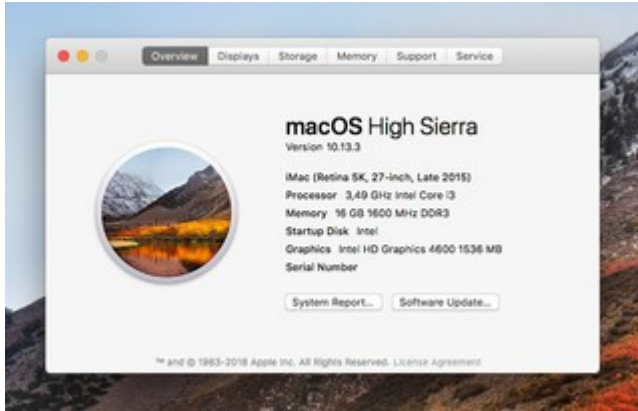 Overview Displays Storage Memory Support Service
macOS High Sierra
Version 10.13.3
iMac (Retina 5K, 27-inch, Late 2015)
Processor 3,49 GHz Intel Core i3
Memory 16 GB 1600 MHz DDR3
Startup Disk Intel
Graphics Intel HD Graphics 4600 1536 MB
Serial Number
System Report... Software Update...
™ and © 1983-2018 Apple Inc. All Rights Reserved. License Agreement